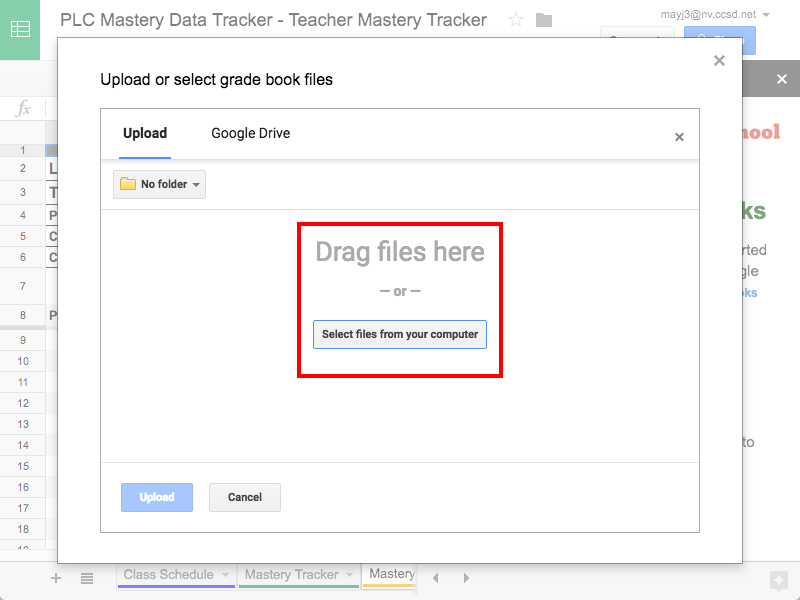 PLC Mastery Data Tracker - Teacher Mastery Tracker
mayj3@nv.ccsd.net
Upload or select grade book files
Upload
Google Drive
No folder
Drag files here
— or —
Select files from your computer
Upload
Cancel
fx
1
2 L
3 T
4 P
5 C
6 C
7
8 P
9
10
11
12
13
14
15
16
17
18
19
hool
ks
rted
gle
oks
to
Class Schedule
Mastery Tracker
Mastery